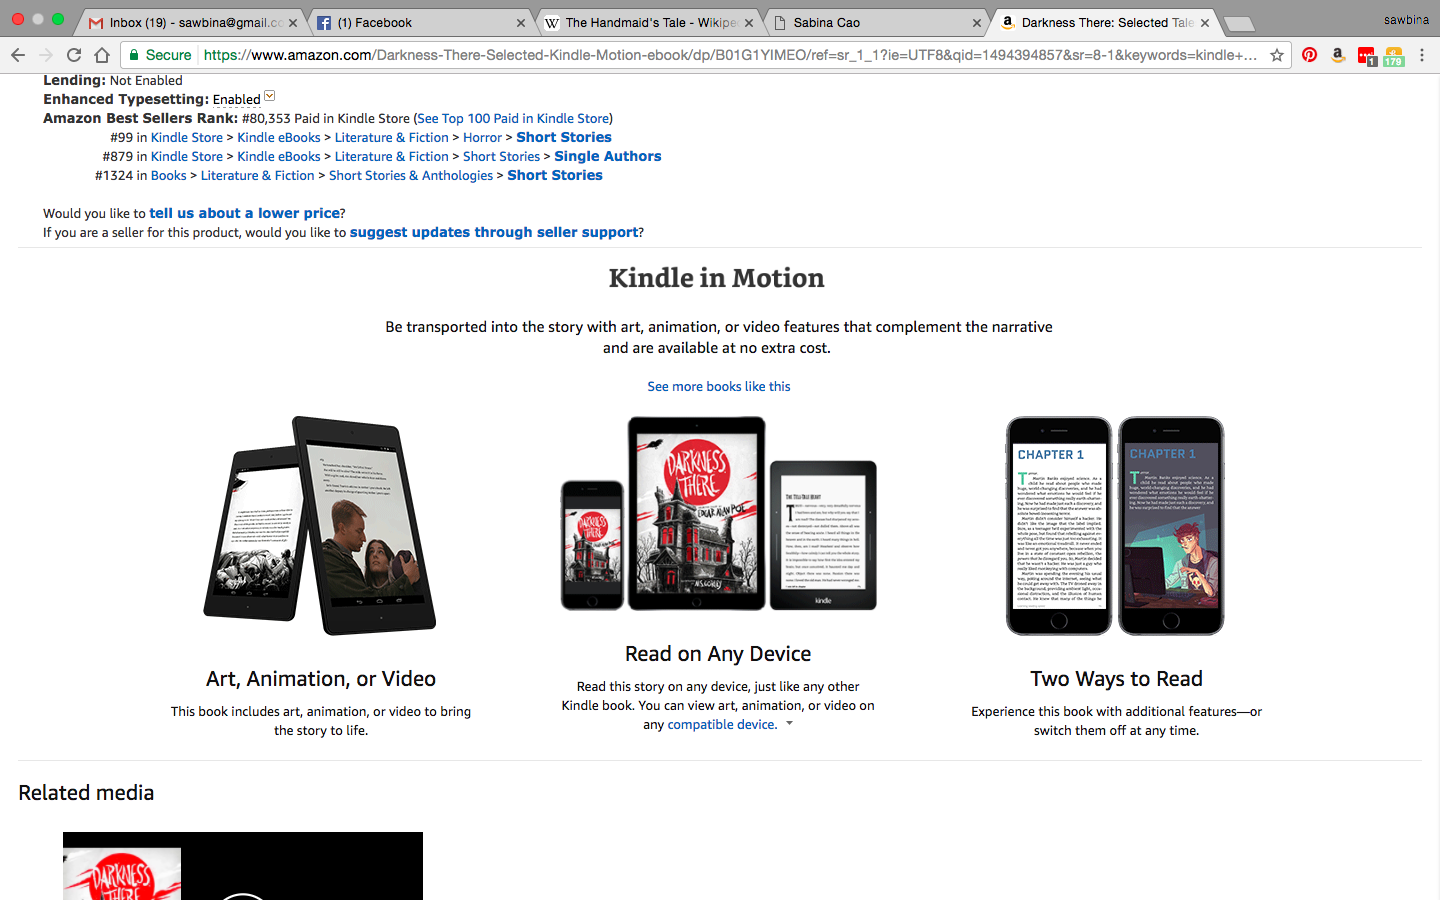 Inbox (19) - sawbina@gmail.co
(1) Facebook
The Handmaid's Tale - Wikipe
Sabina Cao
Darkness There: Selected Tale
sawbina
Secure
https://www.amazon.com/Darkness-There-Selected-Kindle-Motion-ebook/dp/B01G1YIMEO/ref=sr_1_1?ie=UTF8&qid=1494394857&sr=8-1&keywords=kindle+...
1
179
Lending: Not Enabled
Enhanced Typesetting: Enabled
Amazon Best Sellers Rank: #80,353 Paid in Kindle Store (See Top 100 Paid in Kindle Store)
#99 in Kindle Store > Kindle eBooks > Literature & Fiction > Horror > Short Stories
#879 in Kindle Store > Kindle eBooks > Literature & Fiction > Short Stories > Single Authors
#1324 in Books > Literature & Fiction > Short Stories & Anthologies > Short Stories
Would you like to tell us about a lower price?
If you are a seller for this product, would you like to suggest updates through seller support?
Kindle in Motion
Be transported into the story with art, animation, or video features that complement the narrative
and are available at no extra cost.
See more books like this
DARKNESS
THERE
EDGAR ALLAN POE
M.S. CORLEY
DARKNESS
THERE
THE TELL-TALE HEART
kindle
CHAPTER 1
CHAPTER 1
Art, Animation, or Video
This book includes art, animation, or video to bring
the story to life.
Read on Any Device
Read this story on any device, just like any other
Kindle book. You can view art, animation, or video on
any compatible device.
Two Ways to Read
Experience this book with additional features—or
switch them off at any time.
Related media
DARKNESS
THERE